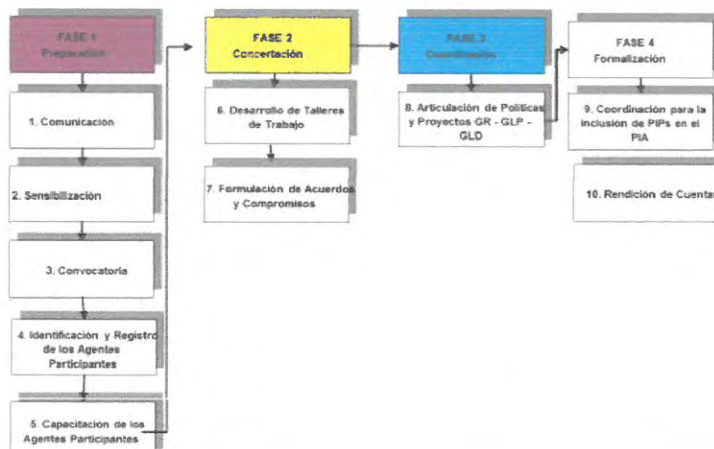 FASE 1
Preparación
1. Comunicación
2. Sensibilización
3. Convocatoria
4. Identificación y Registro
de los Agentes
Participantes
5. Capacitación de los
Agentes Participantes
FASE 2
Concertación
6. Desarrollo de Talleres
de Trabajo
7. Formulación de Acuerdos
y Compromisos
FASE 3
Coordinación
8. Articulación de Políticas
y Proyectos GR - GLP -
GLD
FASE 4
Formalización
9. Coordinación para la
inclusión de PIPs en el
PIA
10. Rendición de Cuenta